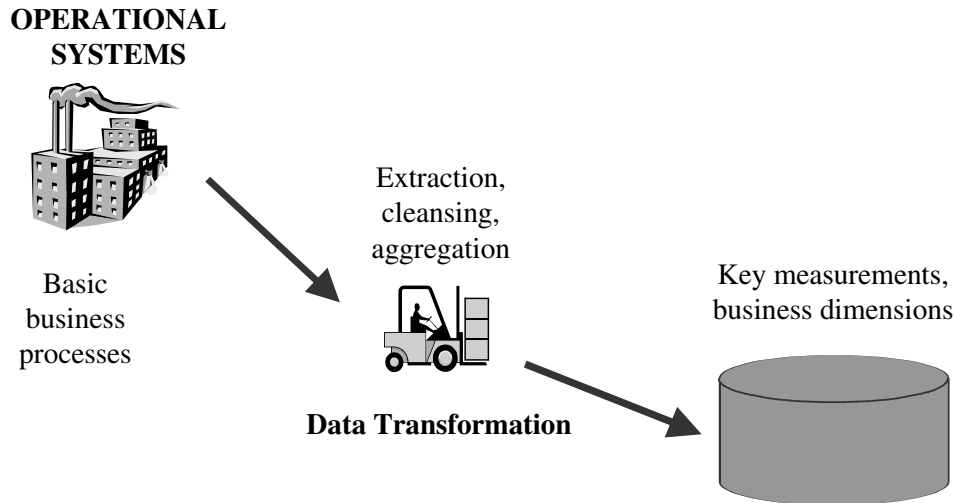 OPERATIONAL
SYSTEMS
Basic
business
processes
Extraction,
cleansing,
aggregation
Data Transformation
Key measurements,
business dimensions